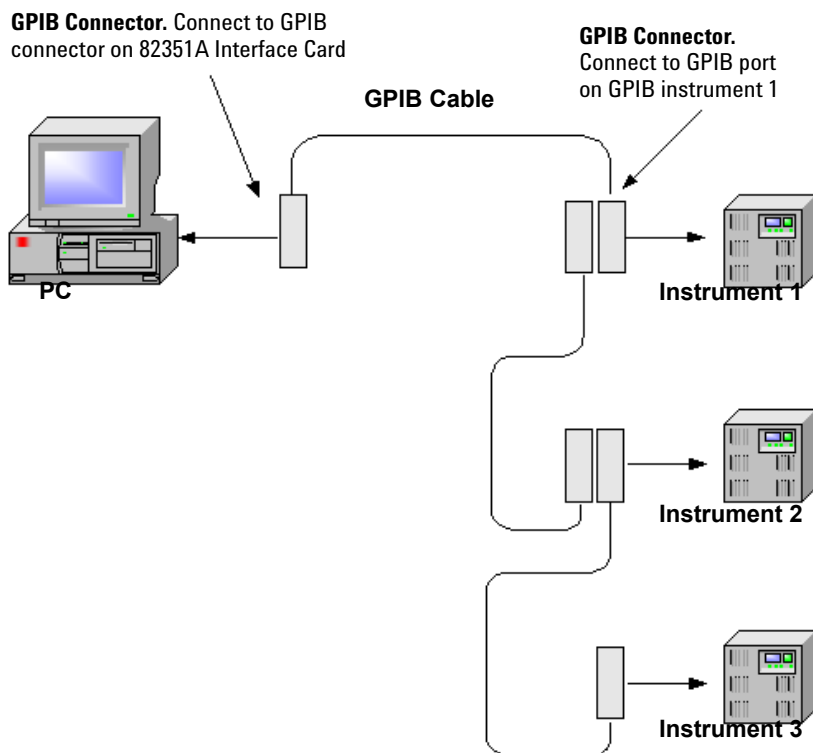 GPIB Connector. Connect to GPIB
connector on 82351A Interface Card
GPIB Connector.
Connect to GPIB port
on GPIB instrument 1
GPIB Cable
PC
Instrument 1
Instrument 2
Instrument 3